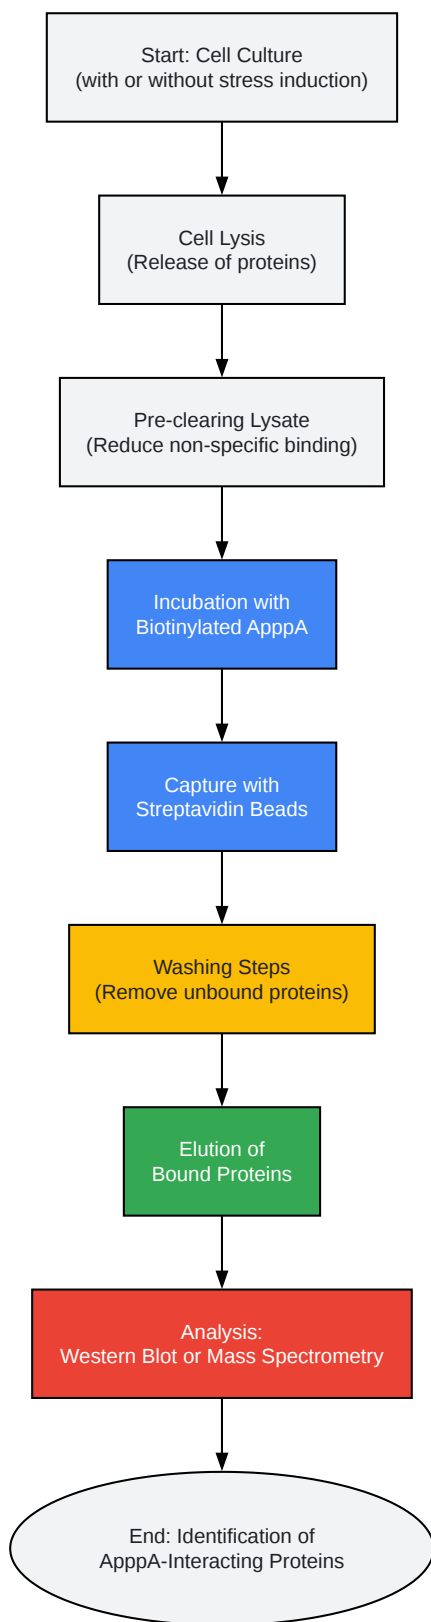 Start: Cell Culture
(with or without stress induction)
Cell Lysis
(Release of proteins)
Pre-clearing Lysate
(Reduce non-specific binding)
Incubation with
Biotinylated ApppA
Capture with
Streptavidin Beads
Washing Steps
(Remove unbound proteins)
Elution of
Bound Proteins
Analysis:
Western Blot or Mass Spectrometry
End: Identification of
ApppA-Interacting Proteins